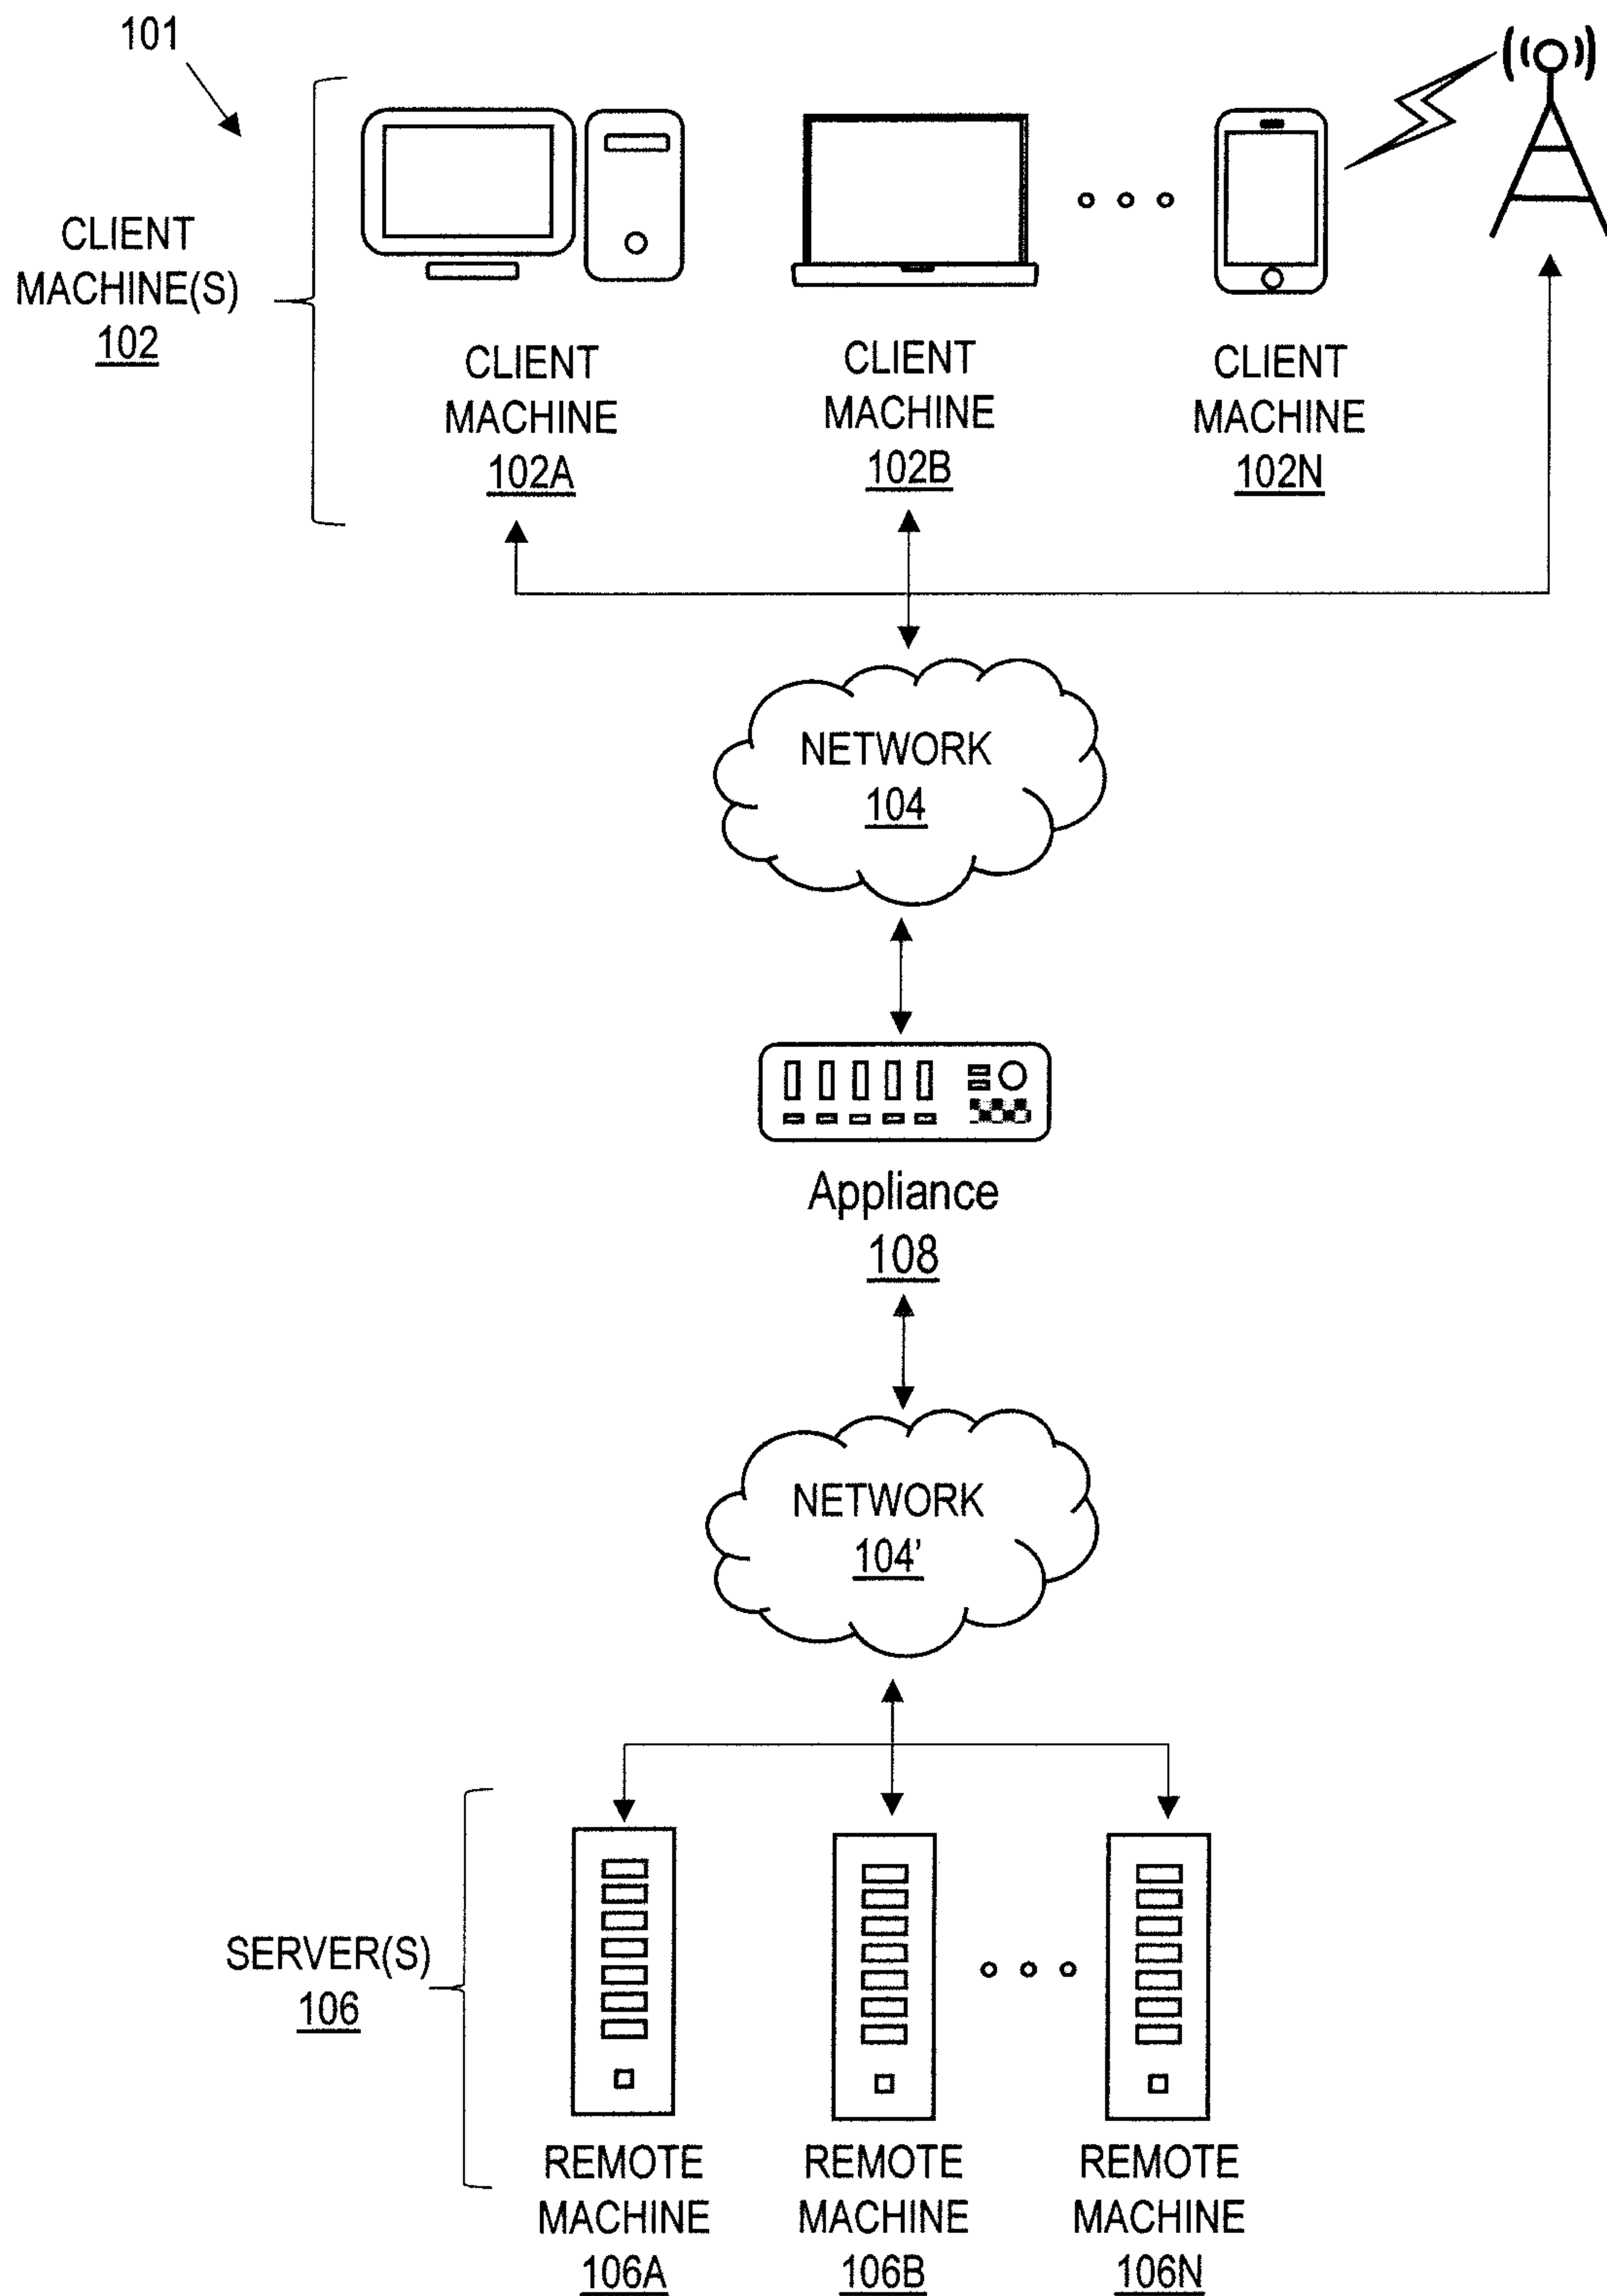 101
CLIENT
MACHINE(S)
102
CLIENT
MACHINE
102A
CLIENT
MACHINE
102B
CLIENT
MACHINE
102N
NETWORK
104
Appliance
108
NETWORK
104'
SERVER(S)
106
REMOTE
MACHINE
106A
REMOTE
MACHINE
106B
REMOTE
MACHINE
106N